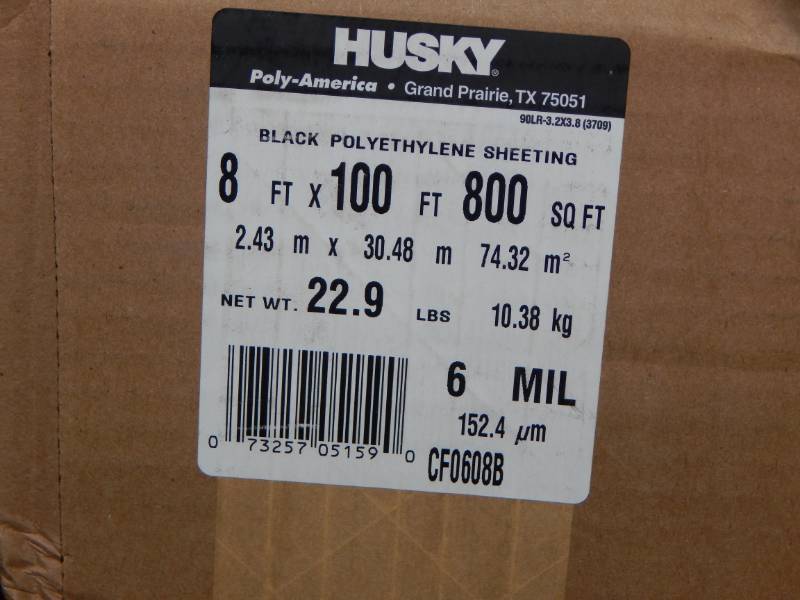 HUSKY®
Poly-America • Grand Prairie, TX 75051
90LR-3.2X3.8 (3709)
BLACK POLYETHYLENE SHEETING
8 FT X 100 FT 800 SQ FT
2.43 m x 30.48 m 74.32 m²
NET WT. 22.9 LBS 10.38 kg
6 MIL
152.4 µm
0 73257 05159 0
CF0608B